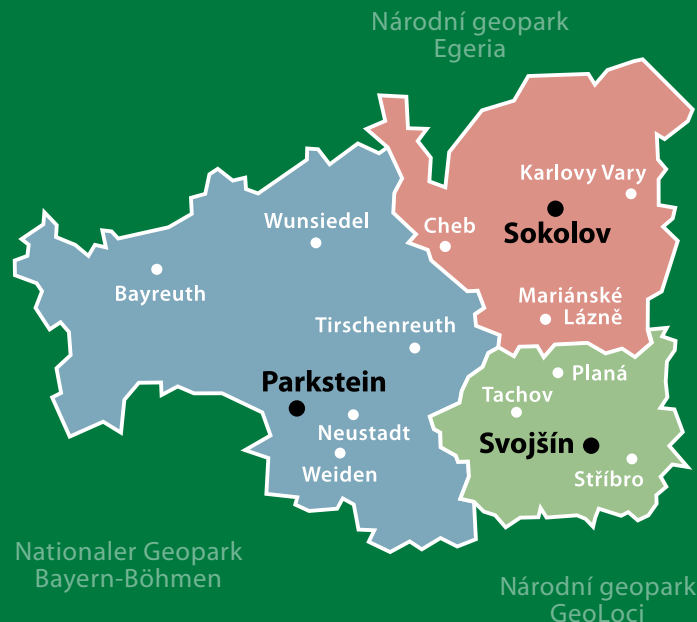 Národní geopark
Egeria
Karlovy Vary
Wunsiedel
Cheb
Sokolov
Bayreuth
Mariánské
Lázně
Tirschenreuth
Planá
Parkstein
Tachov
Neustadt
Svojšín
Weiden
Stříbro
Nationaler Geopark
Bayern-Böhmen
Národní geopark
GeoLoci